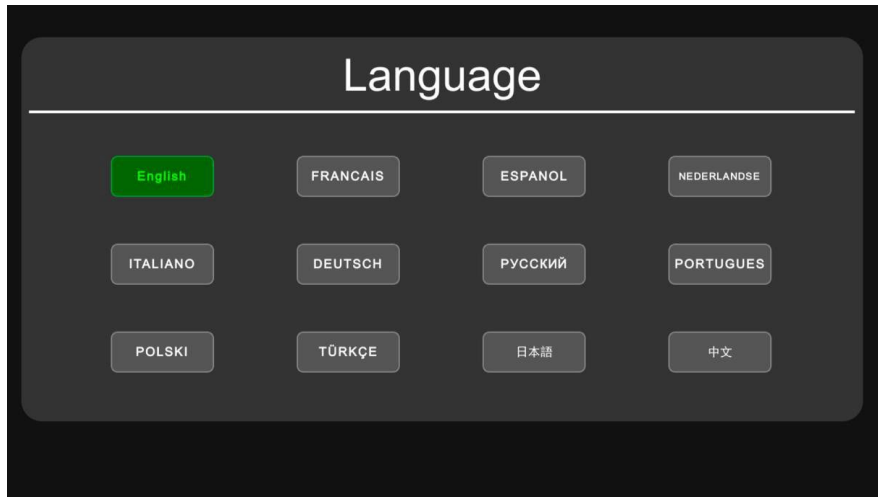 Language
English FRANCAIS ESPANOL NEDERLANDSE
ITALIANO DEUTSCH РУССКИЙ PORTUGUES
POLSKI TÜRKÇE 日本語 中文